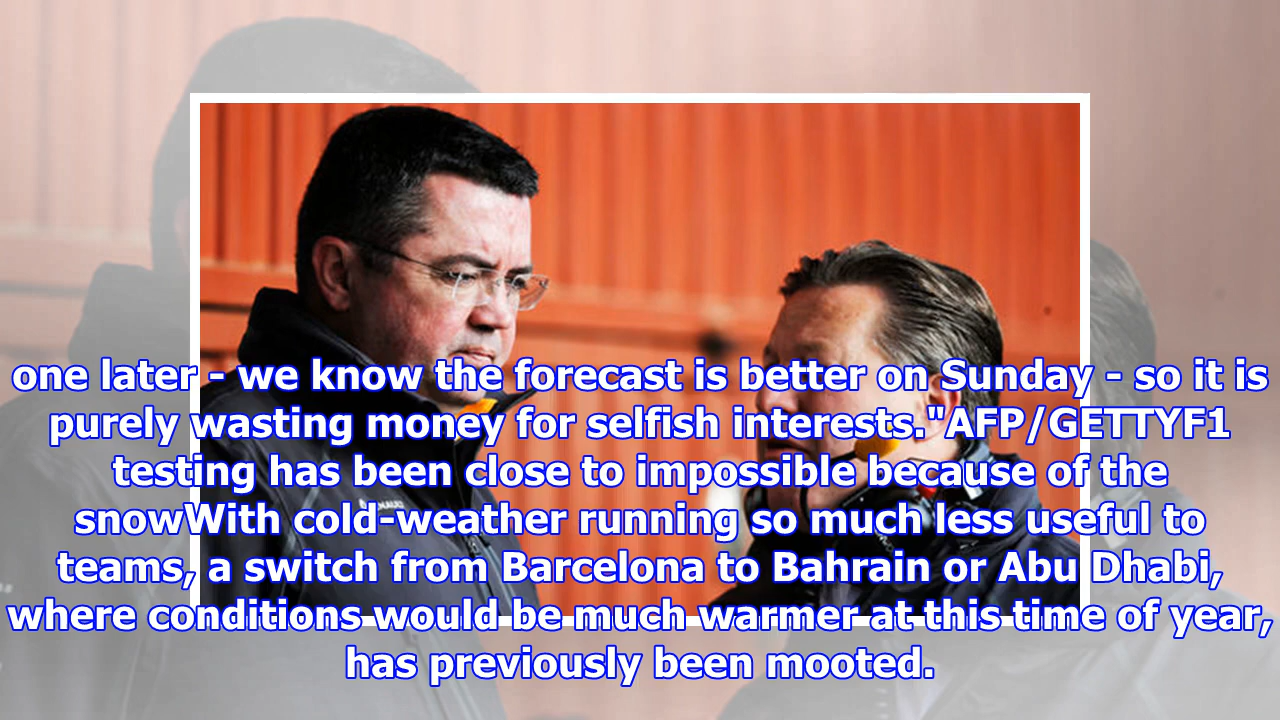 one later - we know the forecast is better on Sunday - so it is
purely wasting money for selfish interests."AFP/GETTYF1
testing has been close to impossible because of the
snowWith cold-weather running so much less useful to
teams, a switch from Barcelona to Bahrain or Abu Dhabi,
where conditions would be much warmer at this time of year,
has previously been mooted.